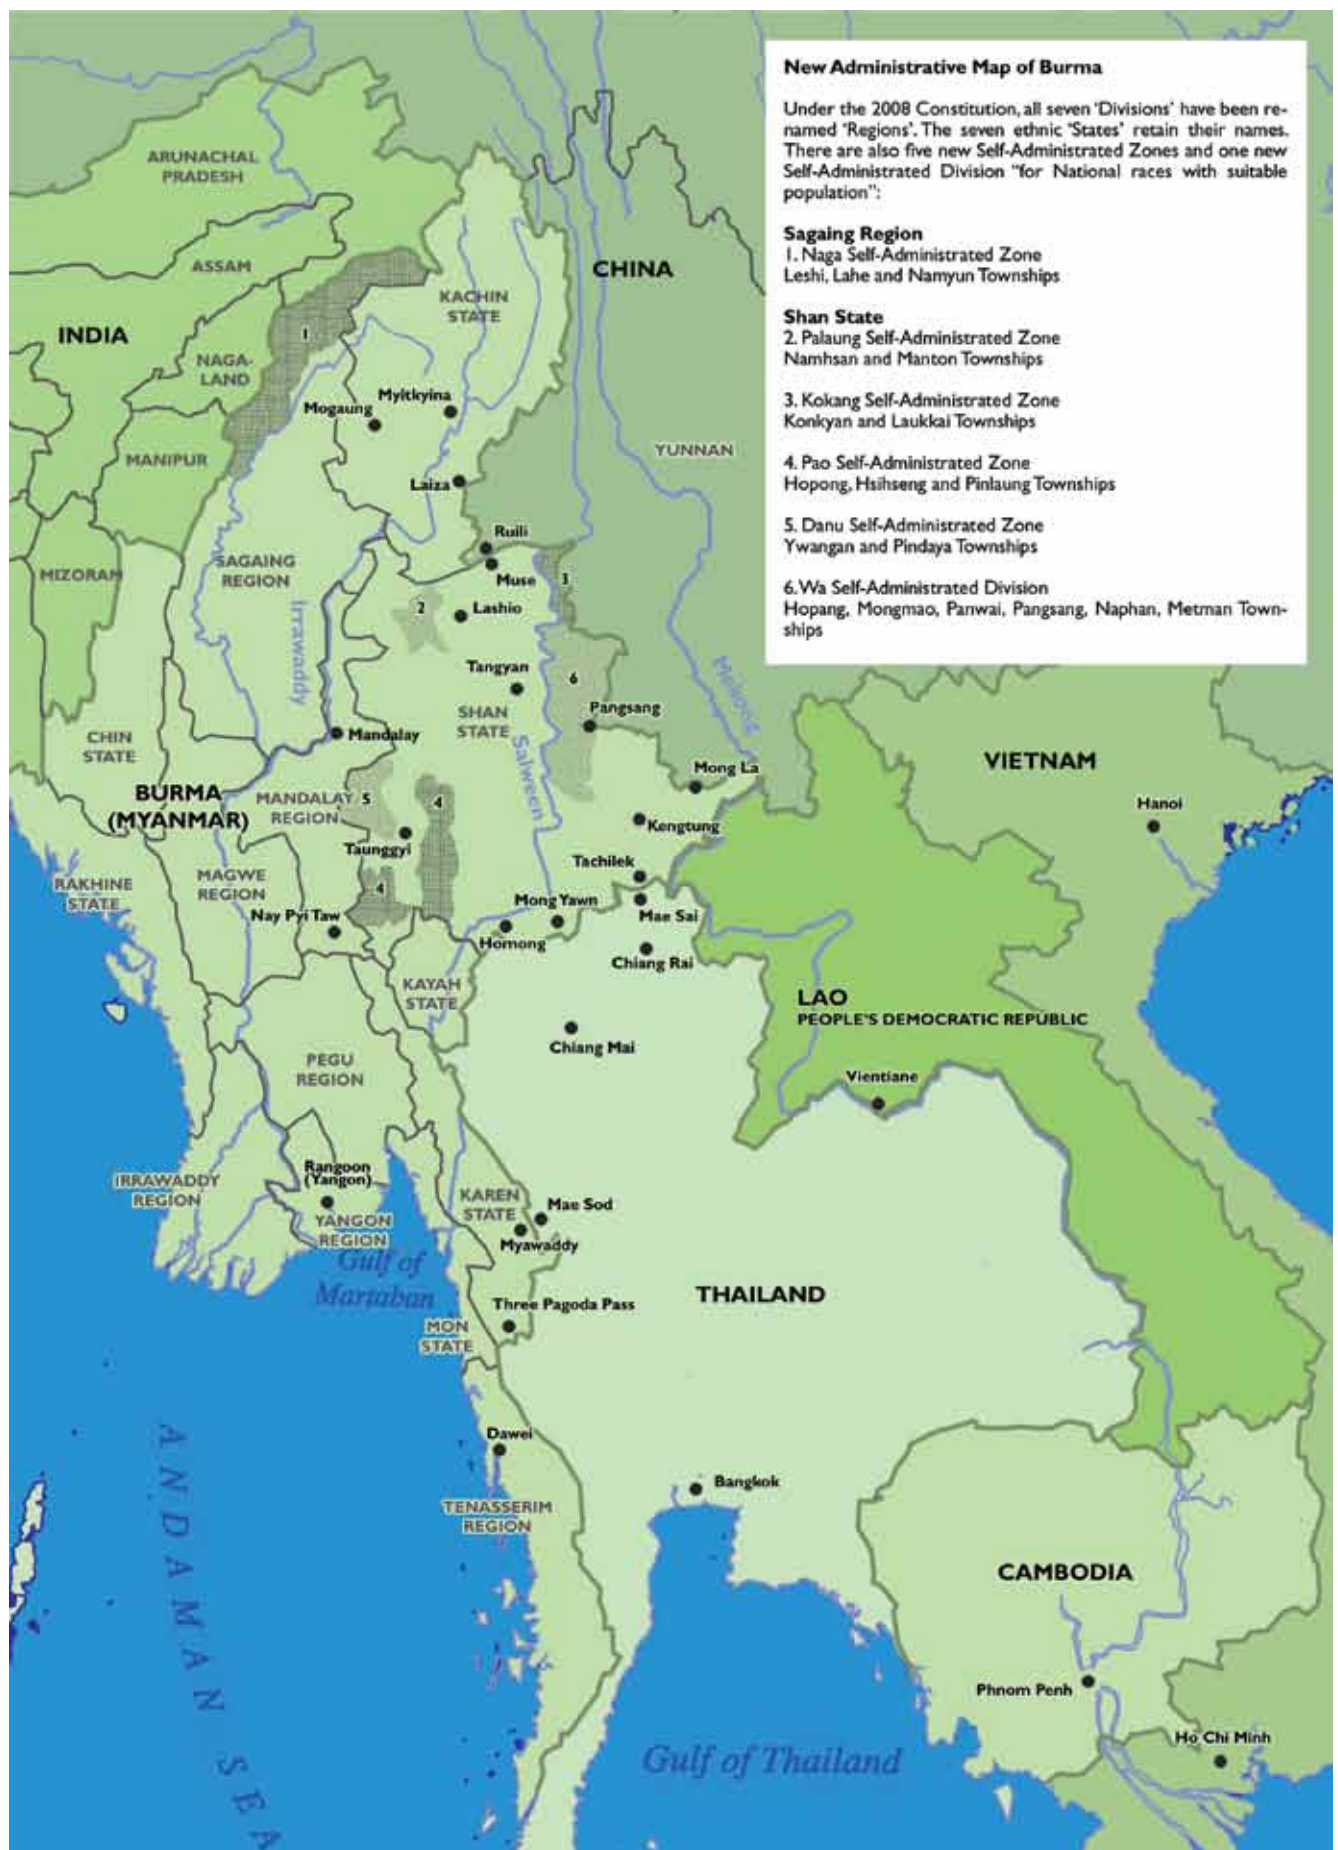 New Administrative Map of Burma
Under the 2008 Constitution, all seven 'Divisions' have been re-
named 'Regions'. The seven ethnic 'States' retain their names.
There are also five new Self-Administrated Zones and one new
Self-Administrated Division "for National races with suitable
population":
Sagaing Region
1. Naga Self-Administrated Zone
Leshi, Lahe and Namyun Townships
Shan State
2. Palaung Self-Administrated Zone
Namhsan and Manton Townships
3. Kokang Self-Administrated Zone
Konkyan and Laukkai Townships
4. Pao Self-Administrated Zone
Hopong, Hsihseng and Pinlaung Townships
5. Danu Self-Administrated Zone
Ywangan and Pindaya Townships
6. Wa Self-Administrated Division
Hopang, Mongmao, Panwai, Pangsang, Naphan, Metman Town-
ships
ARUNACHAL
PRADESH
ASSAM
CHINA
KACHIN
STATE
INDIA
1
NAGA-
LAND
Myitkyina
Mogaung
MANIPUR
YUNNAN
Laiza
Ruili
SAGAING
REGION
MIZORAM
Muse
3
Irrawaddy
2
Lashio
Tangyan
6
Mekong
Pangsang
SHAN
STATE
Salween
Mandalay
CHIN
STATE
VIETNAM
Mong La
BURMA
(MYANMAR)
MANDALAY
REGION
5
4
Hanoi
Kengtung
Taunggyi
Tachilek
MAGWE
REGION
RAKHINE
STATE
4
Mong Yawn
Nay Pyi Taw
Mae Sai
Homong
Chiang Rai
KAYAH
STATE
LAO
PEOPLE'S DEMOCRATIC REPUBLIC
Chiang Mai
PEGU
REGION
Vientiane
Rangoon
(Yangon)
IRRAWADDY
REGION
KAREN
STATE
Mae Sod
YANGON
REGION
Myawaddy
Gulf of
Martaban
THAILAND
Three Pagoda Pass
MON
STATE
Dawei
Bangkok
TENASSERIM
REGION
ANDAMAN SEA
CAMBODIA
Phnom Penh
Ho Chi Minh
Gulf of Thailand